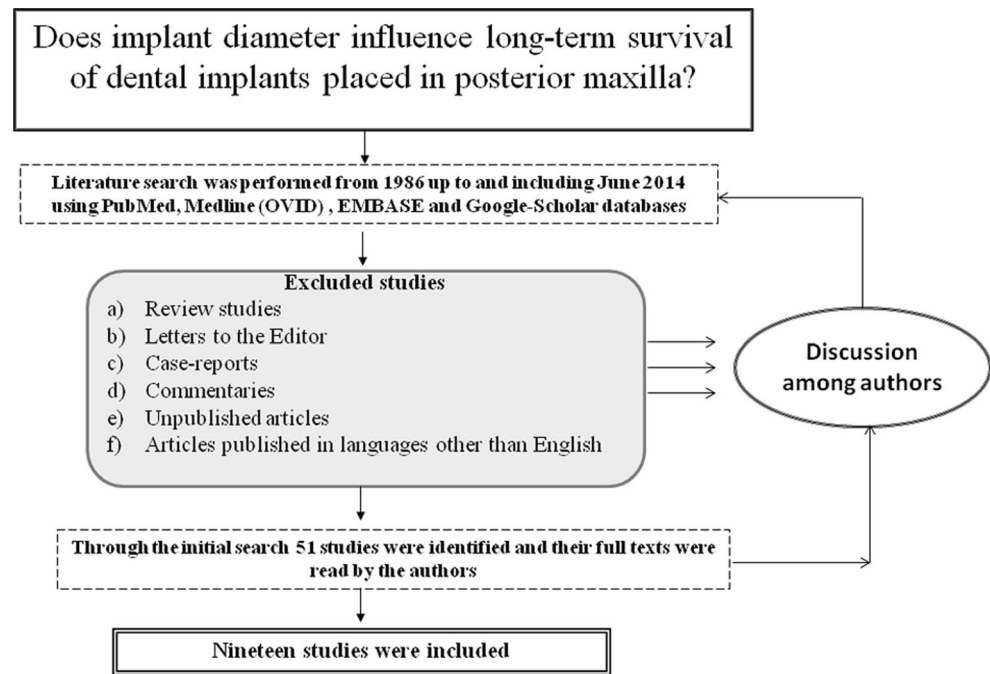 Does implant diameter influence long-term survival
of dental implants placed in posterior maxilla?
Literature search was performed from 1986 up to and including June 2014
using PubMed, Medline (OVID) , EMBASE and Google-Scholar databases
Excluded studies
a) Review studies
b) Letters to the Editor
c) Case-reports
d) Commentaries
e) Unpublished articles
f) Articles published in languages other than English
Discussion
among authors
Through the initial search 51 studies were identified and their full texts were
read by the authors
Nineteen studies were included